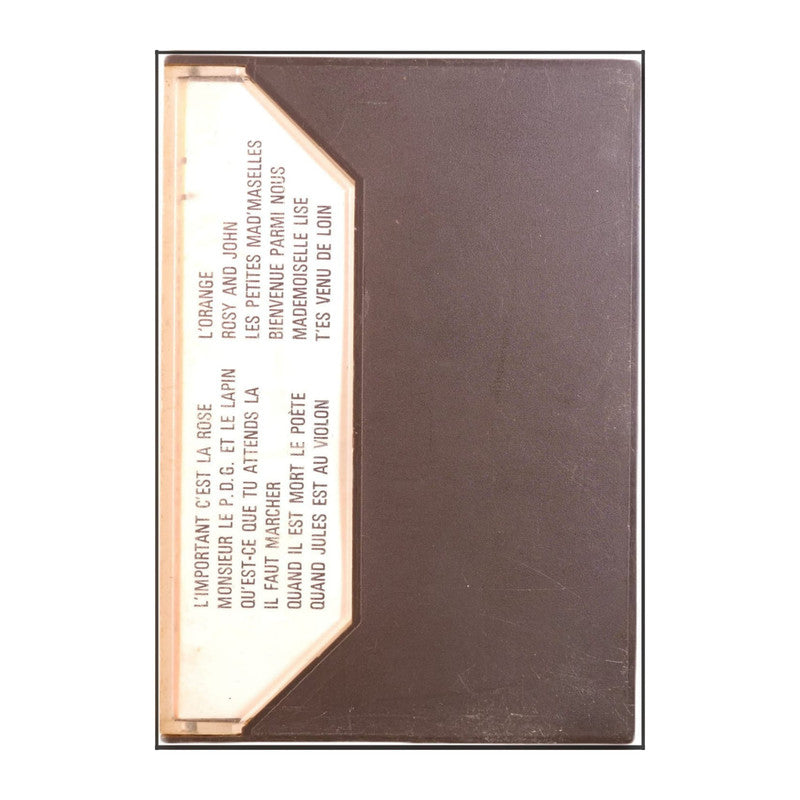 L'IMPORTANT C'EST LA ROSE
MONSIEUR LE P.D.G. ET LE LAPIN
QU'EST-CE QUE TU ATTENDS LA
IL FAUT MARCHER
QUAND IL EST MORT LE POÈTE
QUAND JULES EST AU VIOLON
L'ORANGE
ROSY AND JOHN
LES PETITES MAD'MASELLES
BIENVENUE PARMI NOUS
MADEMOISELLE LISE
T'ES VENU DE LOIN